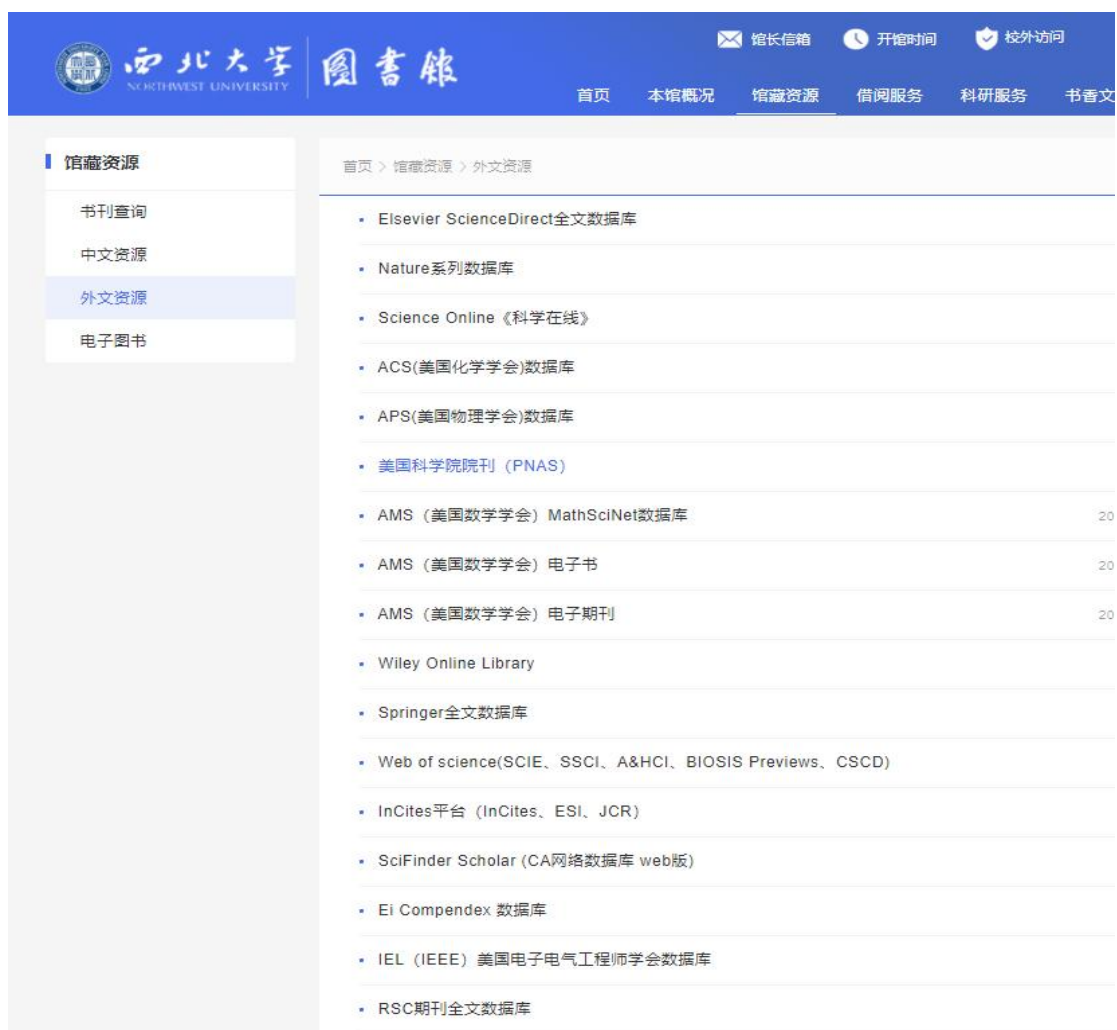 西北大学
NORTHWEST UNIVERSITY
圖書館
馆长信箱 开馆时间 校外访问
首页 本馆概况 馆藏资源 借阅服务 科研服务 书香文
馆藏资源
书刊查询
中文资源
外文资源
电子图书
首页 > 馆藏资源 > 外文资源
Elsevier ScienceDirect全文数据库
Nature系列数据库
Science Online《科学在线》
ACS(美国化学学会)数据库
APS(美国物理学会)数据库
美国科学院院刊（PNAS）
AMS（美国数学学会）MathSciNet数据库 20
AMS（美国数学学会）电子书 20
AMS（美国数学学会）电子期刊 20
Wiley Online Library
Springer全文数据库
Web of science(SCIE、SSCI、A&HCI、BIOSIS Previews、CSCD)
InCites平台（InCites、ESI、JCR）
SciFinder Scholar (CA网络数据库 web版)
Ei Compendex 数据库
IEL（IEEE）美国电子电气工程师学会数据库
RSC期刊全文数据库